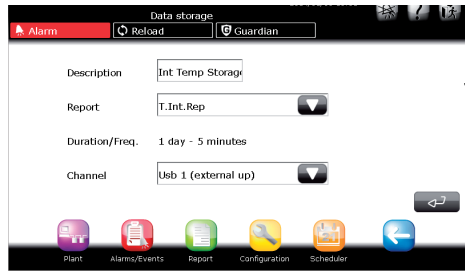 Data storage
Alarm Reload Guardian
Description Int Temp Storage
Report T.Int.Rep
Duration/Freq. 1 day - 5 minutes
Channel Usb 1 (external up)
Plant Alarms/Events Report Configuration Scheduler